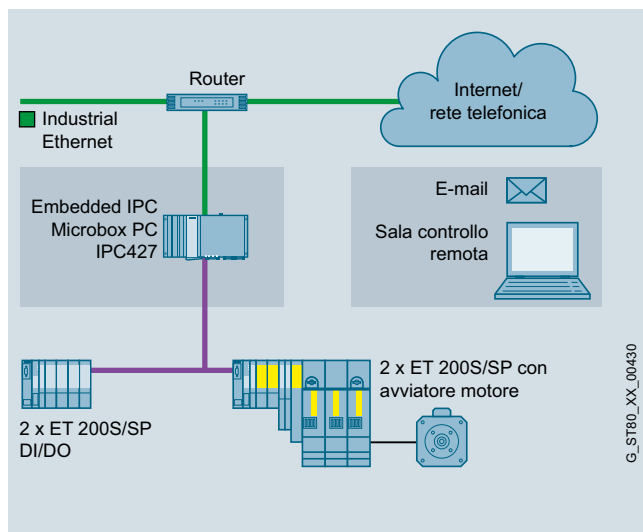 Router
Internet/
rete telefonica
Industrial
Ethernet
Embedded IPC
Microbox PC
IPC427
E-mail
Sala controllo
remota
2 x ET 200S/SP
DI/DO
2 x ET 200S/SP con
avviatore motore
G_ST80_XX_00430